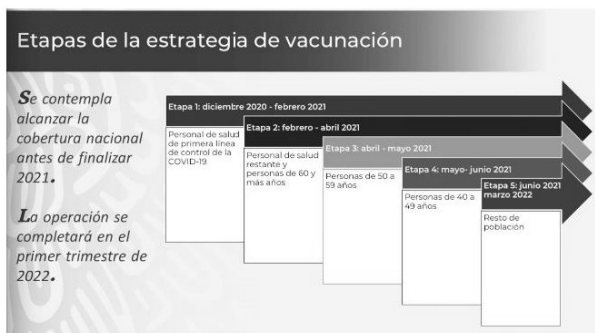 Etapas de la estrategia de vacunación
Se contempla
alcanzar la
cobertura nacional
antes de finalizar
2021.
La operación se
completará en el
primer trimestre de
2022.
Etapa 1: diciembre 2020 - febrero 2021
Personal de salud
de primera línea
de control de la
COVID-19
Etapa 2: febrero - abril 2021
Personal de salud
restante y
personas de 60 y
más años
Etapa 3: abril - mayo 2021
Personas de 50 a
59 años
Etapa 4: mayo- junio 2021
Personas de 40 a
49 años
Etapa 5: junio 2021
marzo 2022
Resto de
población